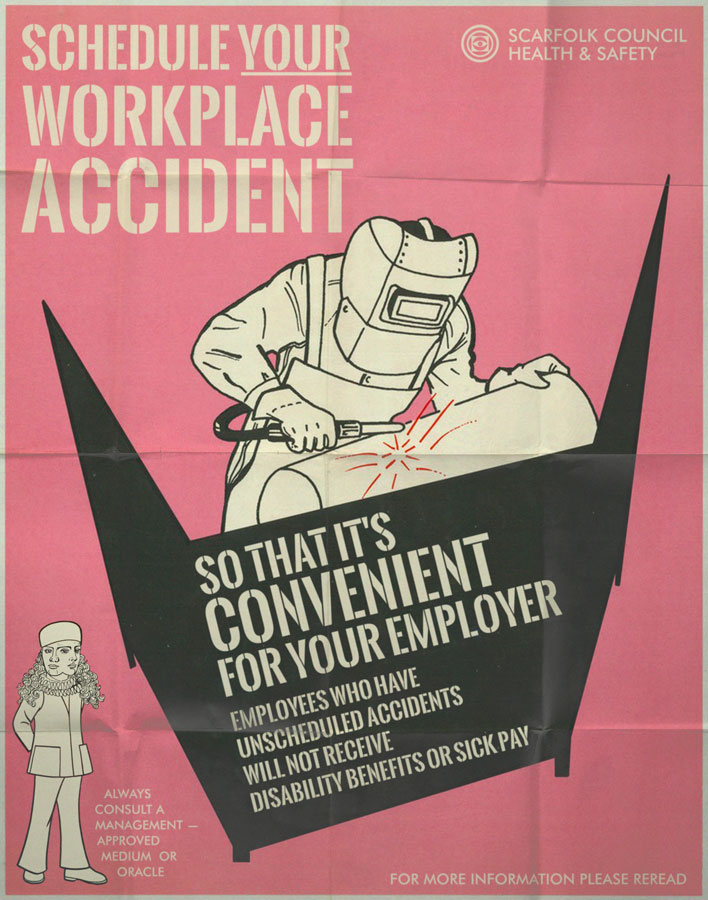 SCHEDULE YOUR
WORKPLACE
ACCIDENT
SCARFOLK COUNCIL
HEALTH & SAFETY
SO THAT IT'S
CONVENIENT
FOR YOUR EMPLOYER
EMPLOYEES WHO HAVE
UNSCHEDULED ACCIDENTS
WILL NOT RECEIVE
DISABILITY BENEFITS OR SICK PAY
ALWAYS
CONSULT A
MANAGEMENT –
APPROVED
MEDIUM OR
ORACLE
FOR MORE INFORMATION PLEASE REREAD